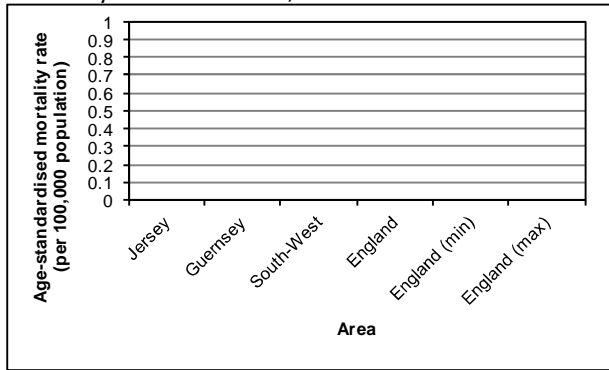 Age-standardised mortality rate
(per 100,000 population)
1
0.9
0.8
0.7
0.6
0.5
0.4
0.3
0.2
0.1
0
Jersey
Guernsey
South-West
England
England (min)
England (max)
Area